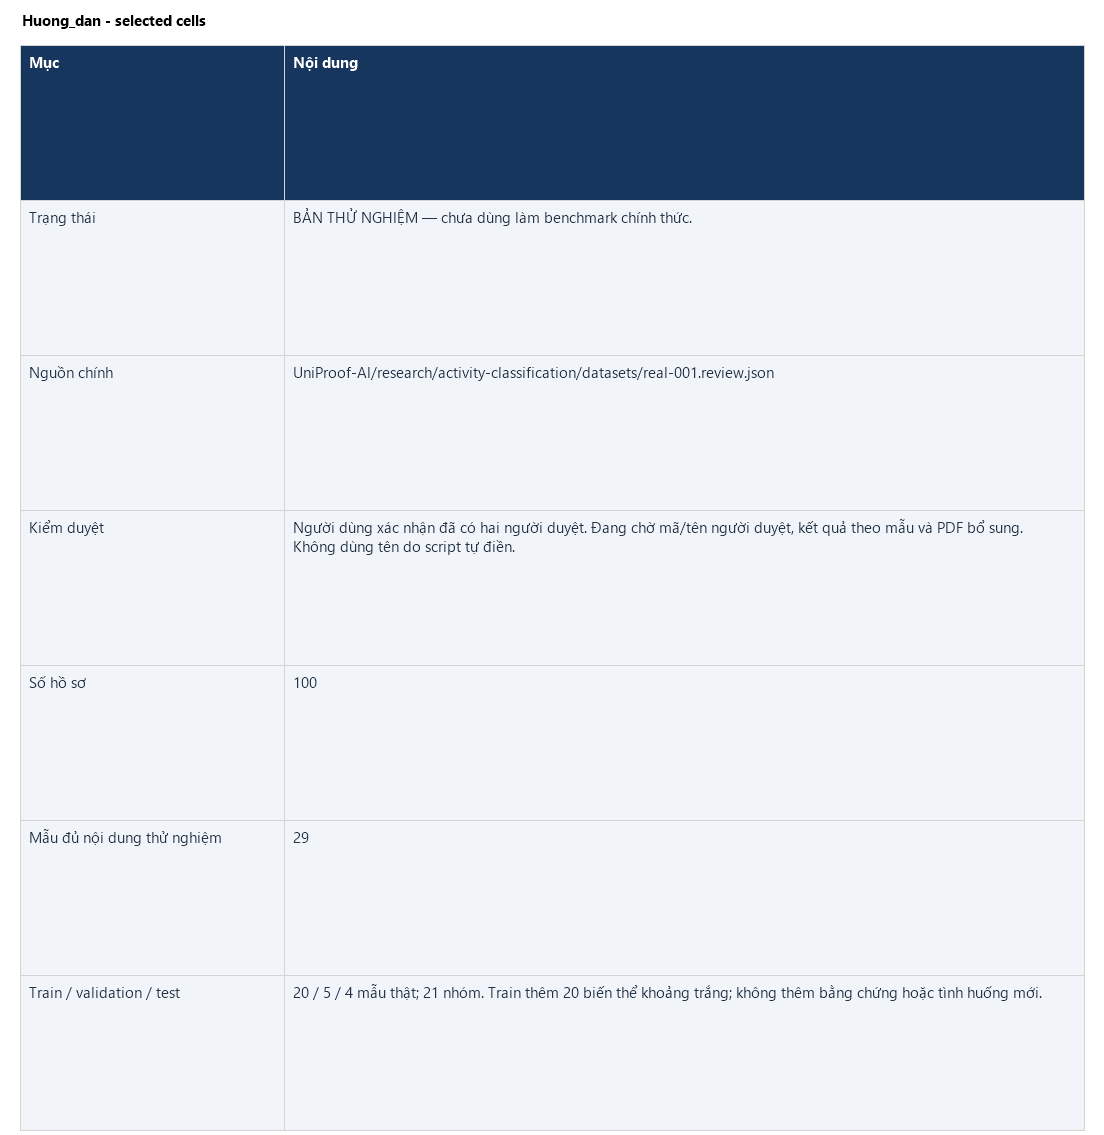 Huong_dan - selected cells
Mục
Nội dung
Trạng thái
BẢN THỬ NGHIỆM — chưa dùng làm benchmark chính thức.
Nguồn chính
UniProof-AI/research/activity-classification/datasets/real-001.review.json
Kiểm duyệt
Người dùng xác nhận đã có hai người duyệt. Đang chờ mã/tên người duyệt, kết quả theo mẫu và PDF bổ sung.
Không dùng tên do script tự điền.
Số hồ sơ
100
Mẫu đủ nội dung thử nghiệm
29
Train / validation / test
20 / 5 / 4 mẫu thật; 21 nhóm. Train thêm 20 biến thể khoảng trắng; không thêm bằng chứng hoặc tình huống mới.